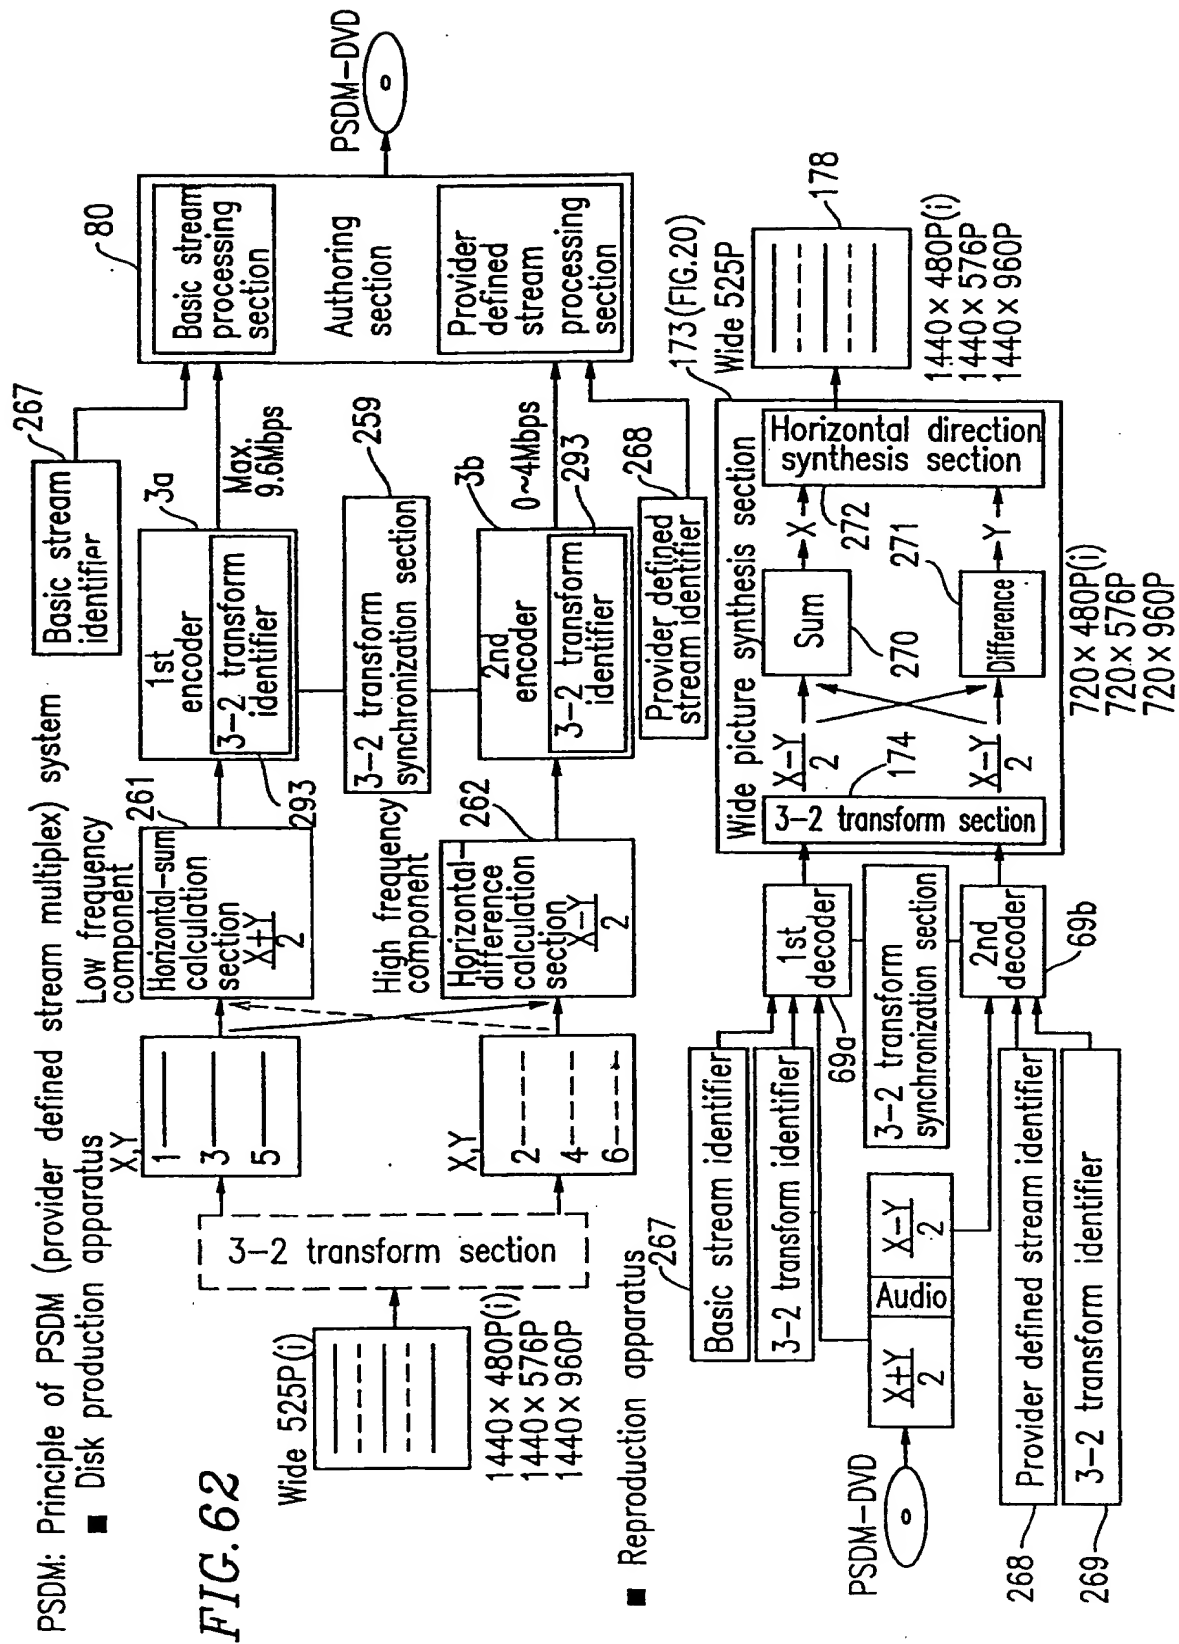 PSDM: Principle of PSDM (provider defined stream multiplex) system
■ Disk production apparatus
FIG.62
Wide 525P(i)
1440×480P(i)
1440×576P
1440×960P
3-2 transform section
X,Y
1
3
5
X,Y
2
4
6
Low frequency
component
261
Horizontal-sum
calculation
section
X+Y
2
High frequency
component
262
Horizontal-
difference
calculation
section
X-Y
2
Basic stream
identifier
267
1st
encoder
3a
3-2 transform
identifier
293
3-2 transform
synchronization section
259
2nd
encoder
3b
3-2 transform
identifier
293
Provider defined
stream identifier
268
Max.
9.6Mbps
0~4Mbps
80
Basic stream
processing
section
Authoring
section
Provider
defined
stream
processing
section
PSDM-DVD
■ Reproduction apparatus
PSDM-DVD
X+Y
2
Audio
X-Y
2
267
Basic stream identifier
3-2 transform identifier
268
Provider defined stream identifier
269
3-2 transform identifier
1st
decoder
69a
3-2 transform
synchronization section
2nd
decoder
69b
173(FIG.20)
Wide picture synthesis section
3-2 transform section
174
X-Y
2
X-Y
2
Sum
270
Difference
271
X
Y
272
Horizontal direction
synthesis section
720×480P(i)
720×576P
720×960P
Wide 525P
178
1440×480P(i)
1440×576P
1440×960P